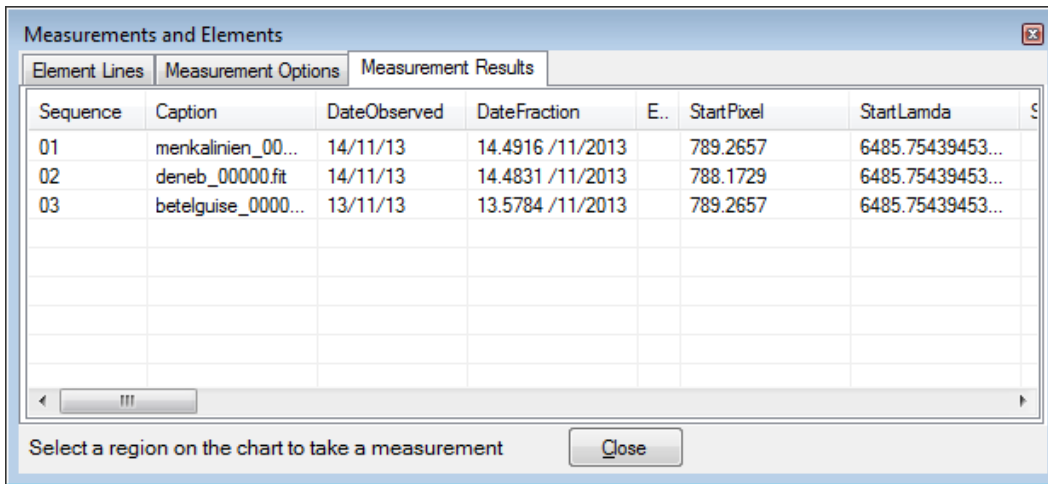 Measurements and Elements
Element Lines Measurement Options Measurement Results
Sequence Caption DateObserved DateFraction E.. StartPixel StartLamda S
01 menkalinien_00... 14/11/13 14.4916 /11/2013 789.2657 6485.75439453...
02 deneb_00000.fit 14/11/13 14.4831 /11/2013 788.1729 6485.75439453...
03 betelguise_0000... 13/11/13 13.5784 /11/2013 789.2657 6485.75439453...
Select a region on the chart to take a measurement Close